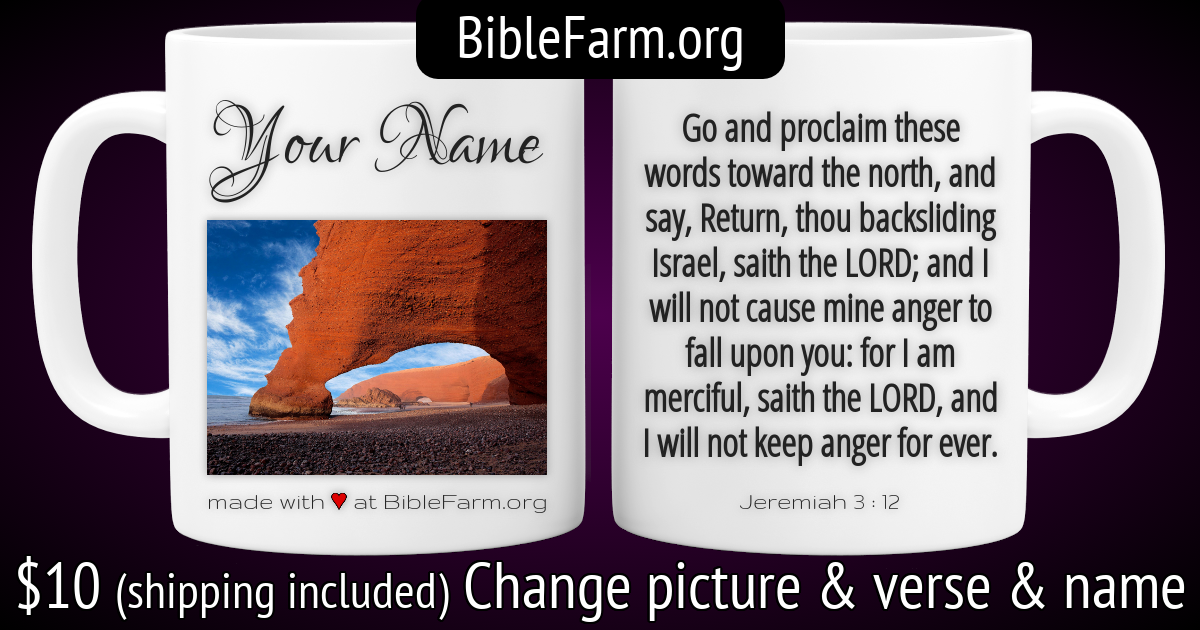 BibleFarm.org
Your Name
made with ♥ at BibleFarm.org
Go and proclaim these
words toward the north, and
say, Return, thou backsliding
Israel, saith the LORD; and I
will not cause mine anger to
fall upon you: for I am
merciful, saith the LORD, and
I will not keep anger for ever.
Jeremiah 3 : 12
$10 (shipping included) Change picture & verse & name